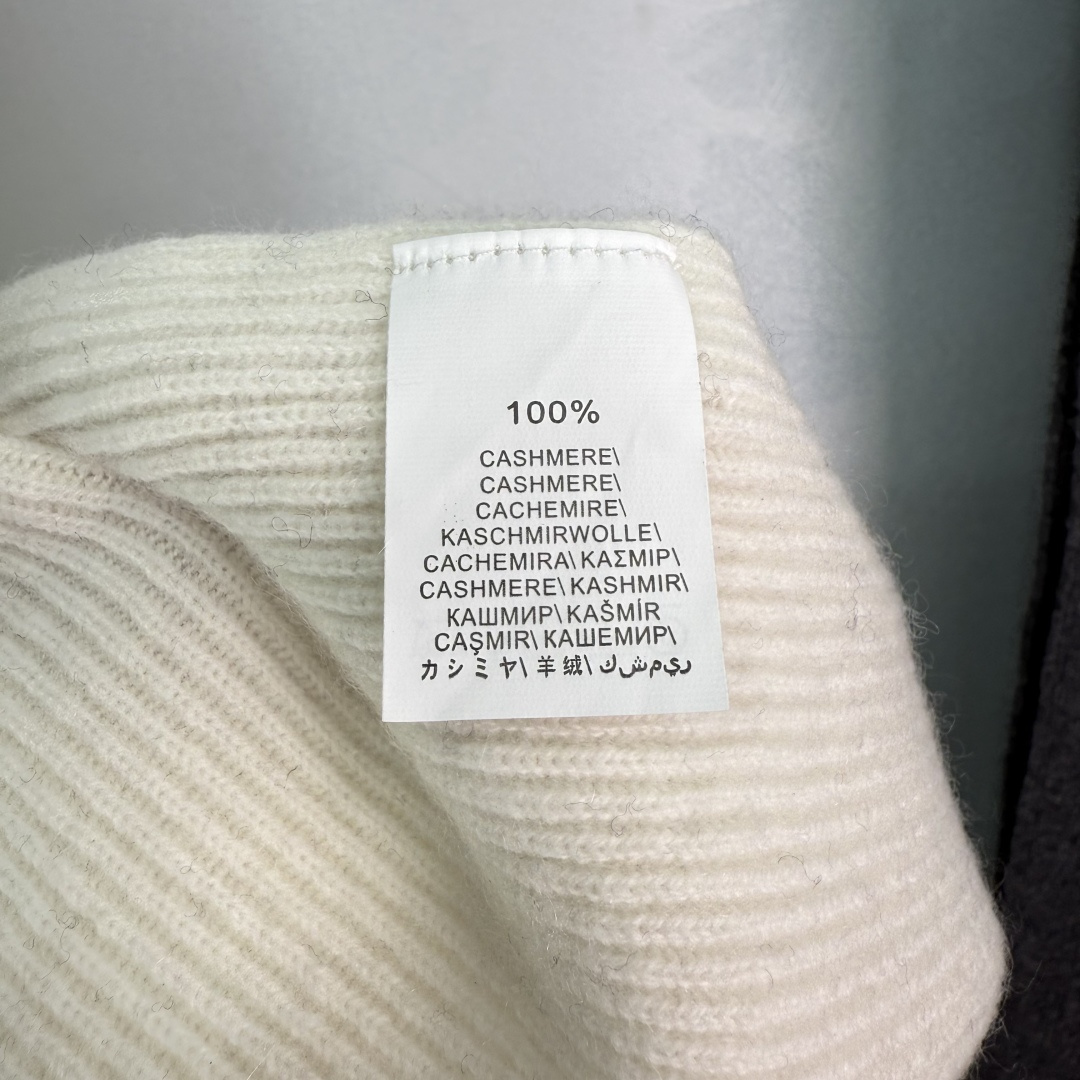 100%
CASHMERE\
CASHMERE\
CACHEMIRE\
KASCHMIRWOLLE\
CACHEMIRA\ ΚΑΣΜΙΡ\
CASHMERE\ KASHMIR\
КАШМИР\ KAŠMÍR
CAŞMIR\ КАШЕМИР\
カシミヤ\ 羊绒\ ريمشك